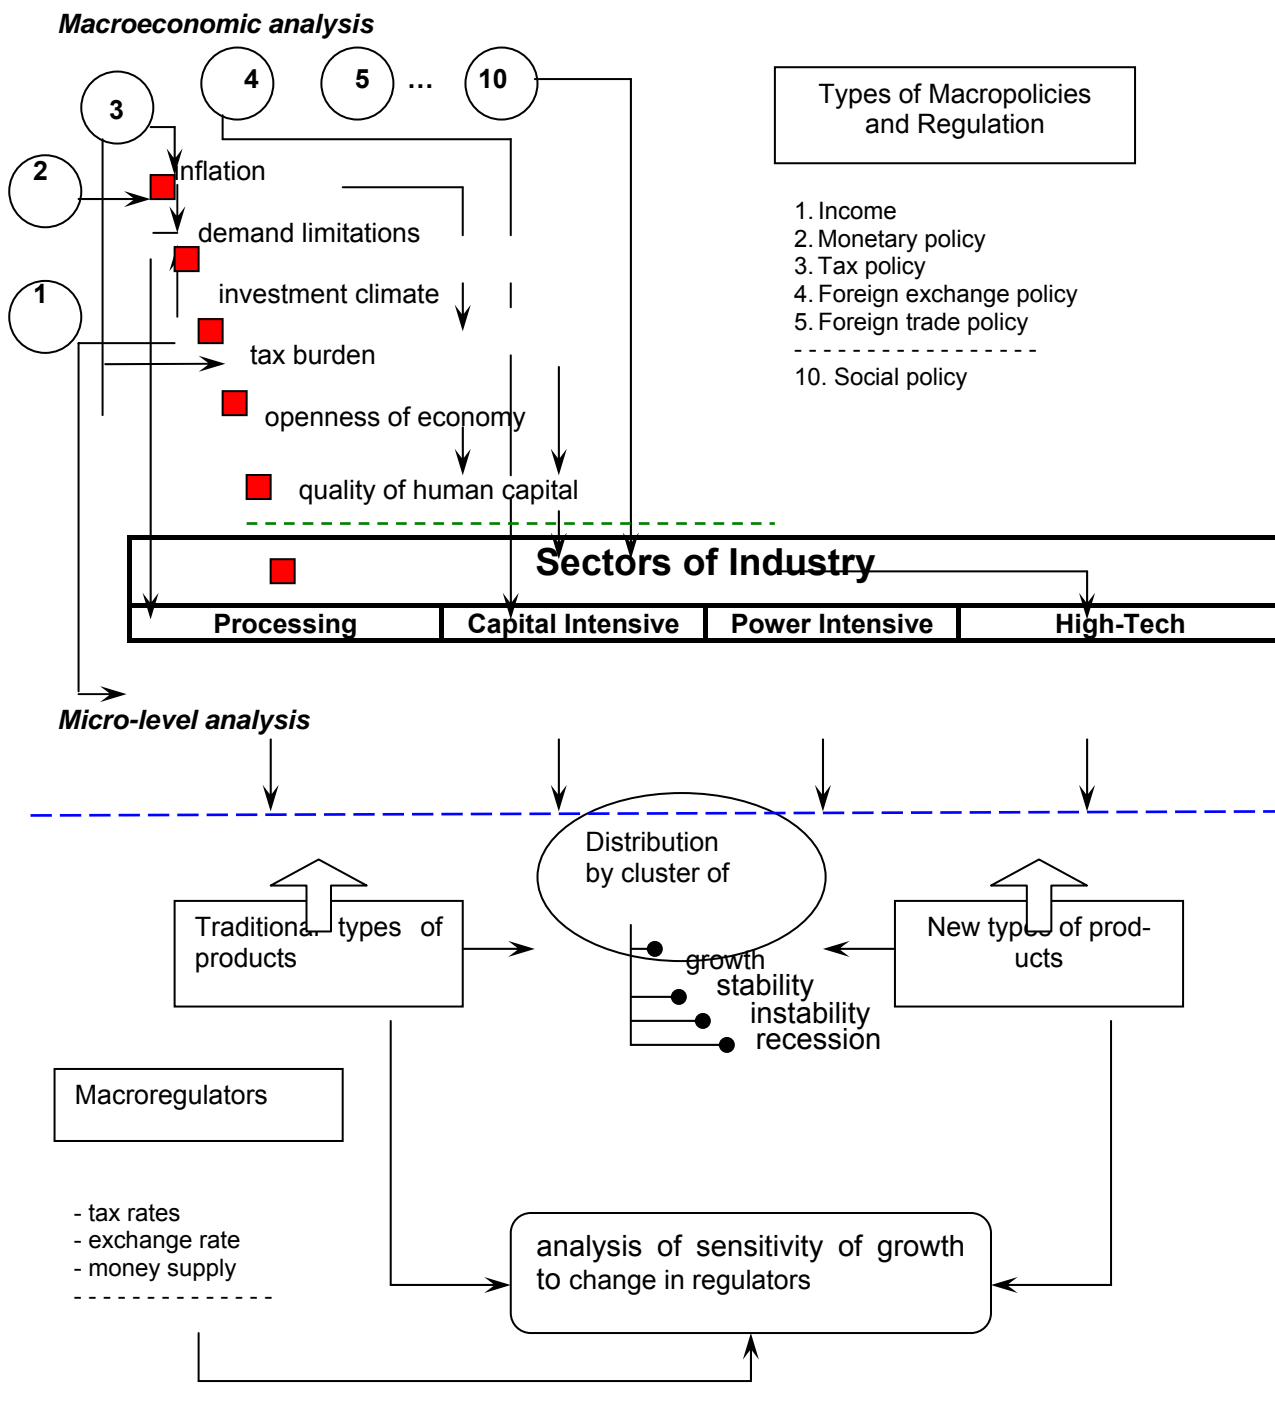 Macroeconomic analysis
4
5
...
10
3
2
1
inflation
demand limitations
investment climate
tax burden
openness of economy
quality of human capital
Types of Macropolicies
and Regulation
1. Income
2. Monetary policy
3. Tax policy
4. Foreign exchange policy
5. Foreign trade policy
- - - - - - - - - - - - - - - - - -
10. Social policy
Sectors of Industry
Processing
Capital Intensive
Power Intensive
High-Tech
Micro-level analysis
Distribution
by cluster of
growth
stability
instability
recession
Traditional types of
products
New types of prod-
ucts
Macroregulators
- tax rates
- exchange rate
- money supply
- - - - - - - - - - - - - -
analysis of sensitivity of growth
to change in regulators